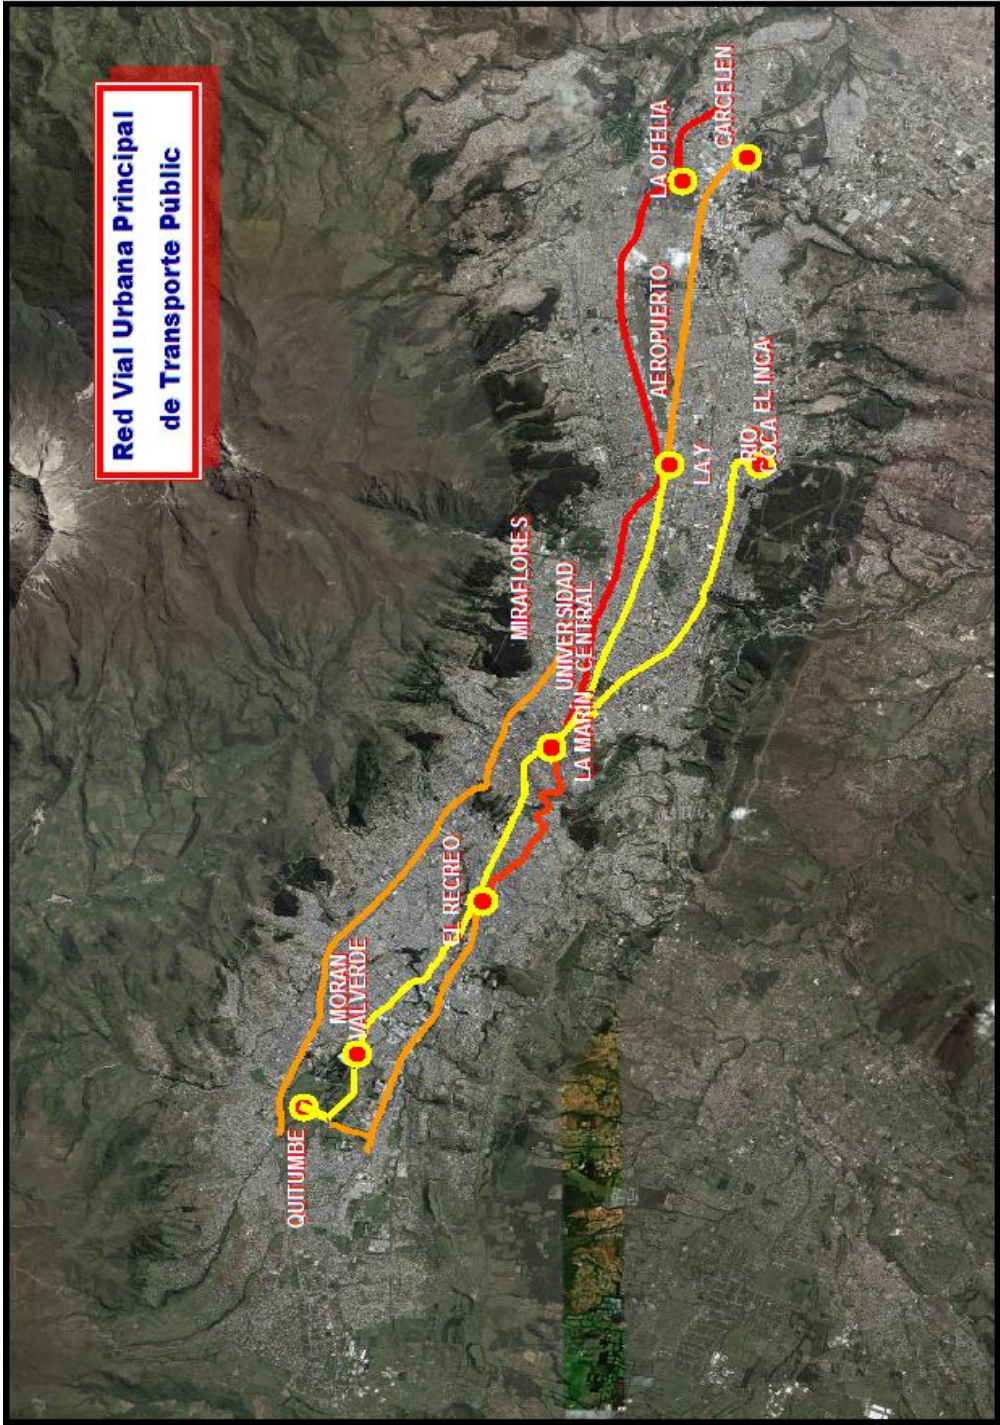 Red Vial Urbana Principal
de Transporte Públic
CARCELEN
LA OFELIA
AEROPUERTO
EL INCA
RIO
COCA
LA Y
MIRAFLORES
UNIVERSIDAD
CENTRAL
LA MARÍN
EL RECREO
MORAN
VALVERDE
QUITUMBE